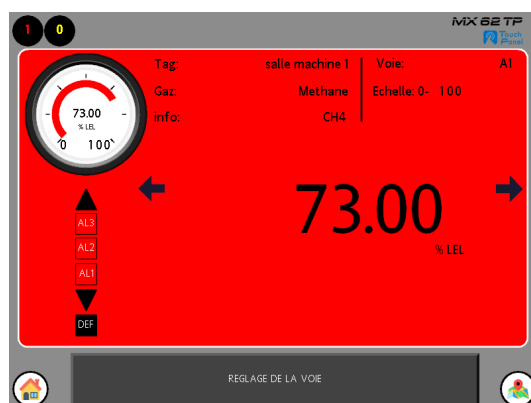 1 0 MX 62 TP
Touch Panel
Tag: salle machine 1 Voie: A1
Gaz: Methane Echelle: 0- 100
info: CH4
73.00
% LEL
0 100
73.00
% LEL
AL3
AL2
AL1
DEF
REGLAGE DE LA VOIE